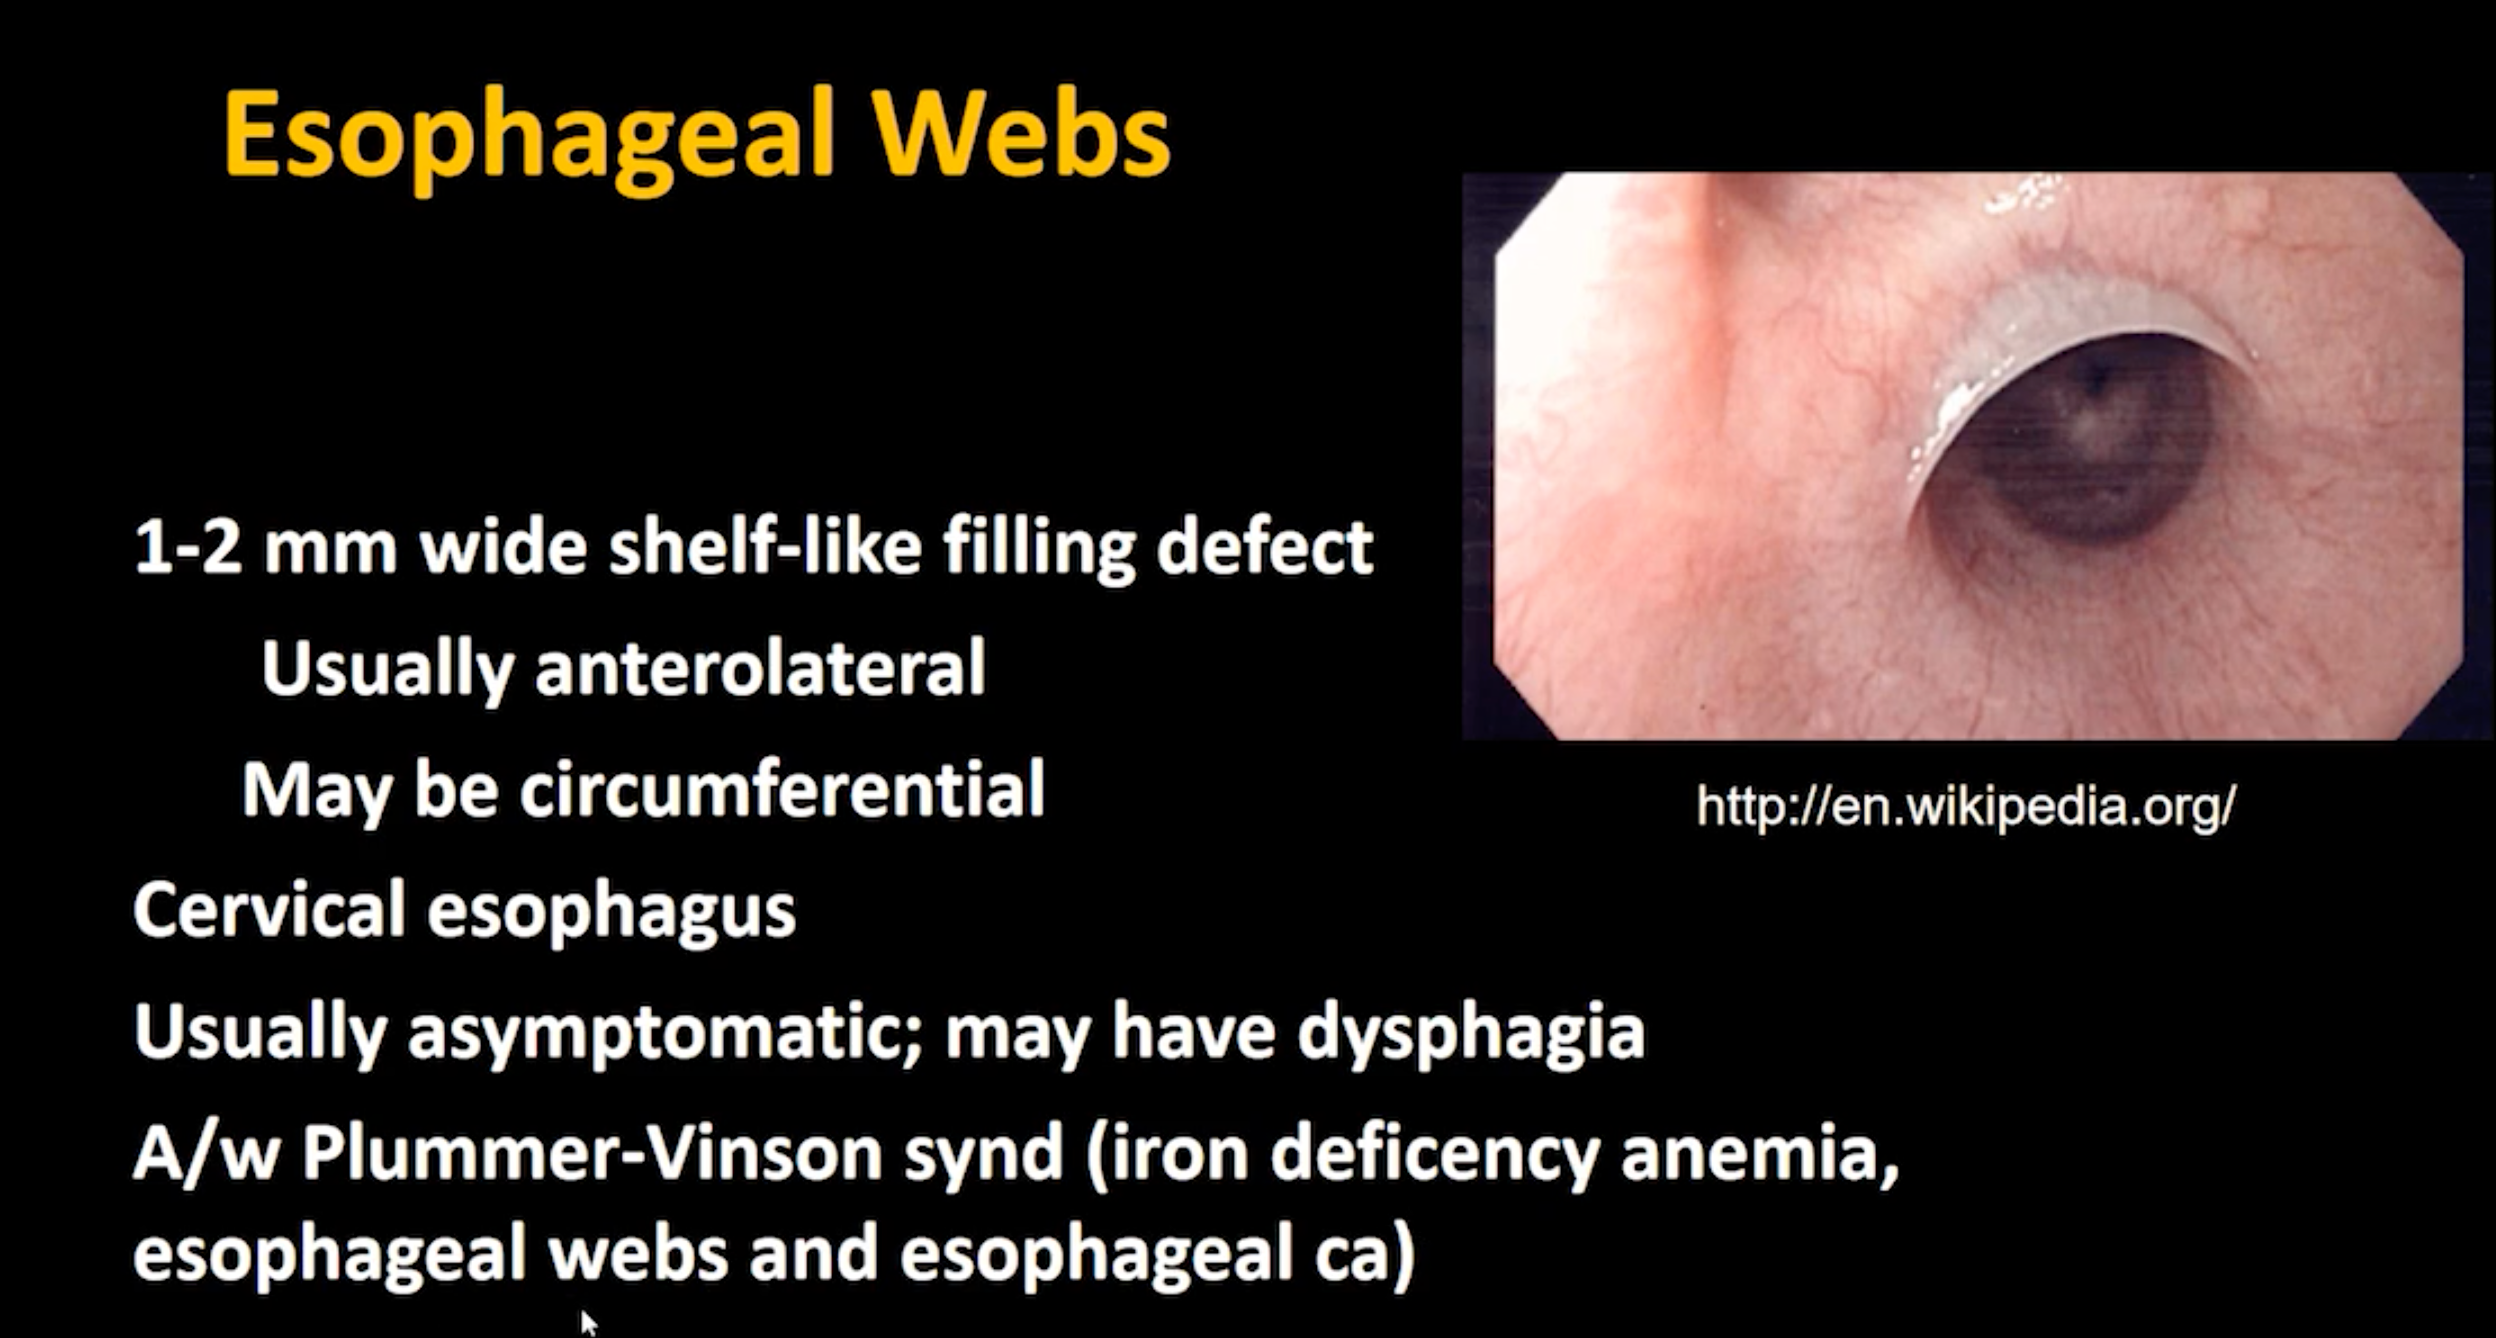 Esophageal Webs
1-2 mm wide shelf-like filling defect
Usually anterolateral
May be circumferential
http://en.wikipedia.org/
Cervical esophagus
Usually asymptomatic; may have dysphagia
A/w Plummer-Vinson synd (iron deficency anemia,
esophageal webs and esophageal ca)